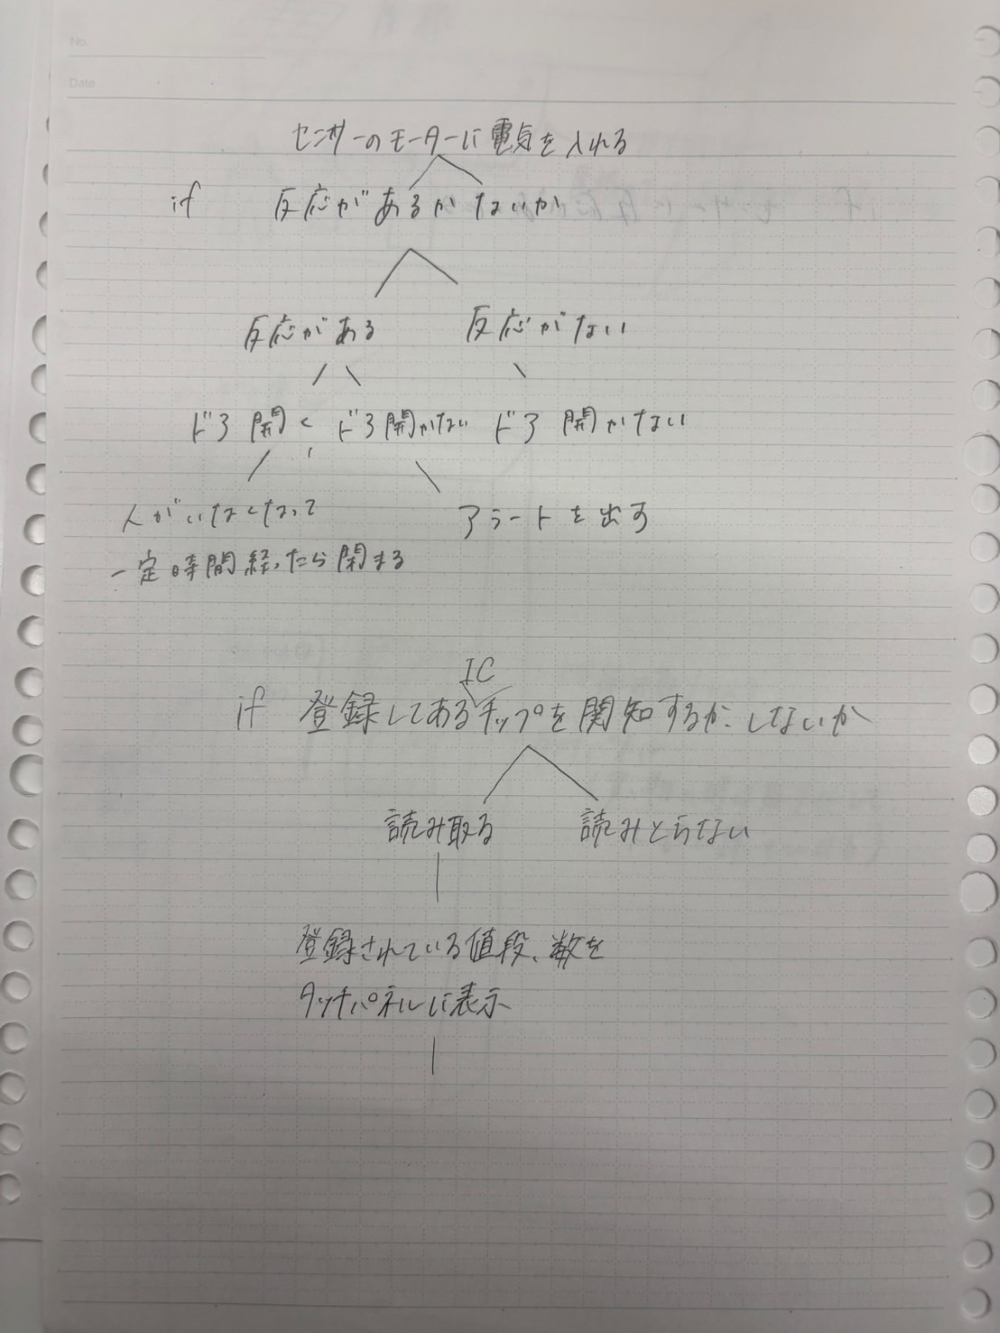 No.
Date
センサーのモーターに電気を入れる
if 反応があるかないか
反応がある 反応がない
ドア開く ドア開かない ドア開かない
人がいなくなって アラートを出す
一定時間経ったら閉まる
IC
if 登録してあるチップを関知するか、しないか
読み取る 読みとらない
登録されている値段、数を
タッチパネルに表示